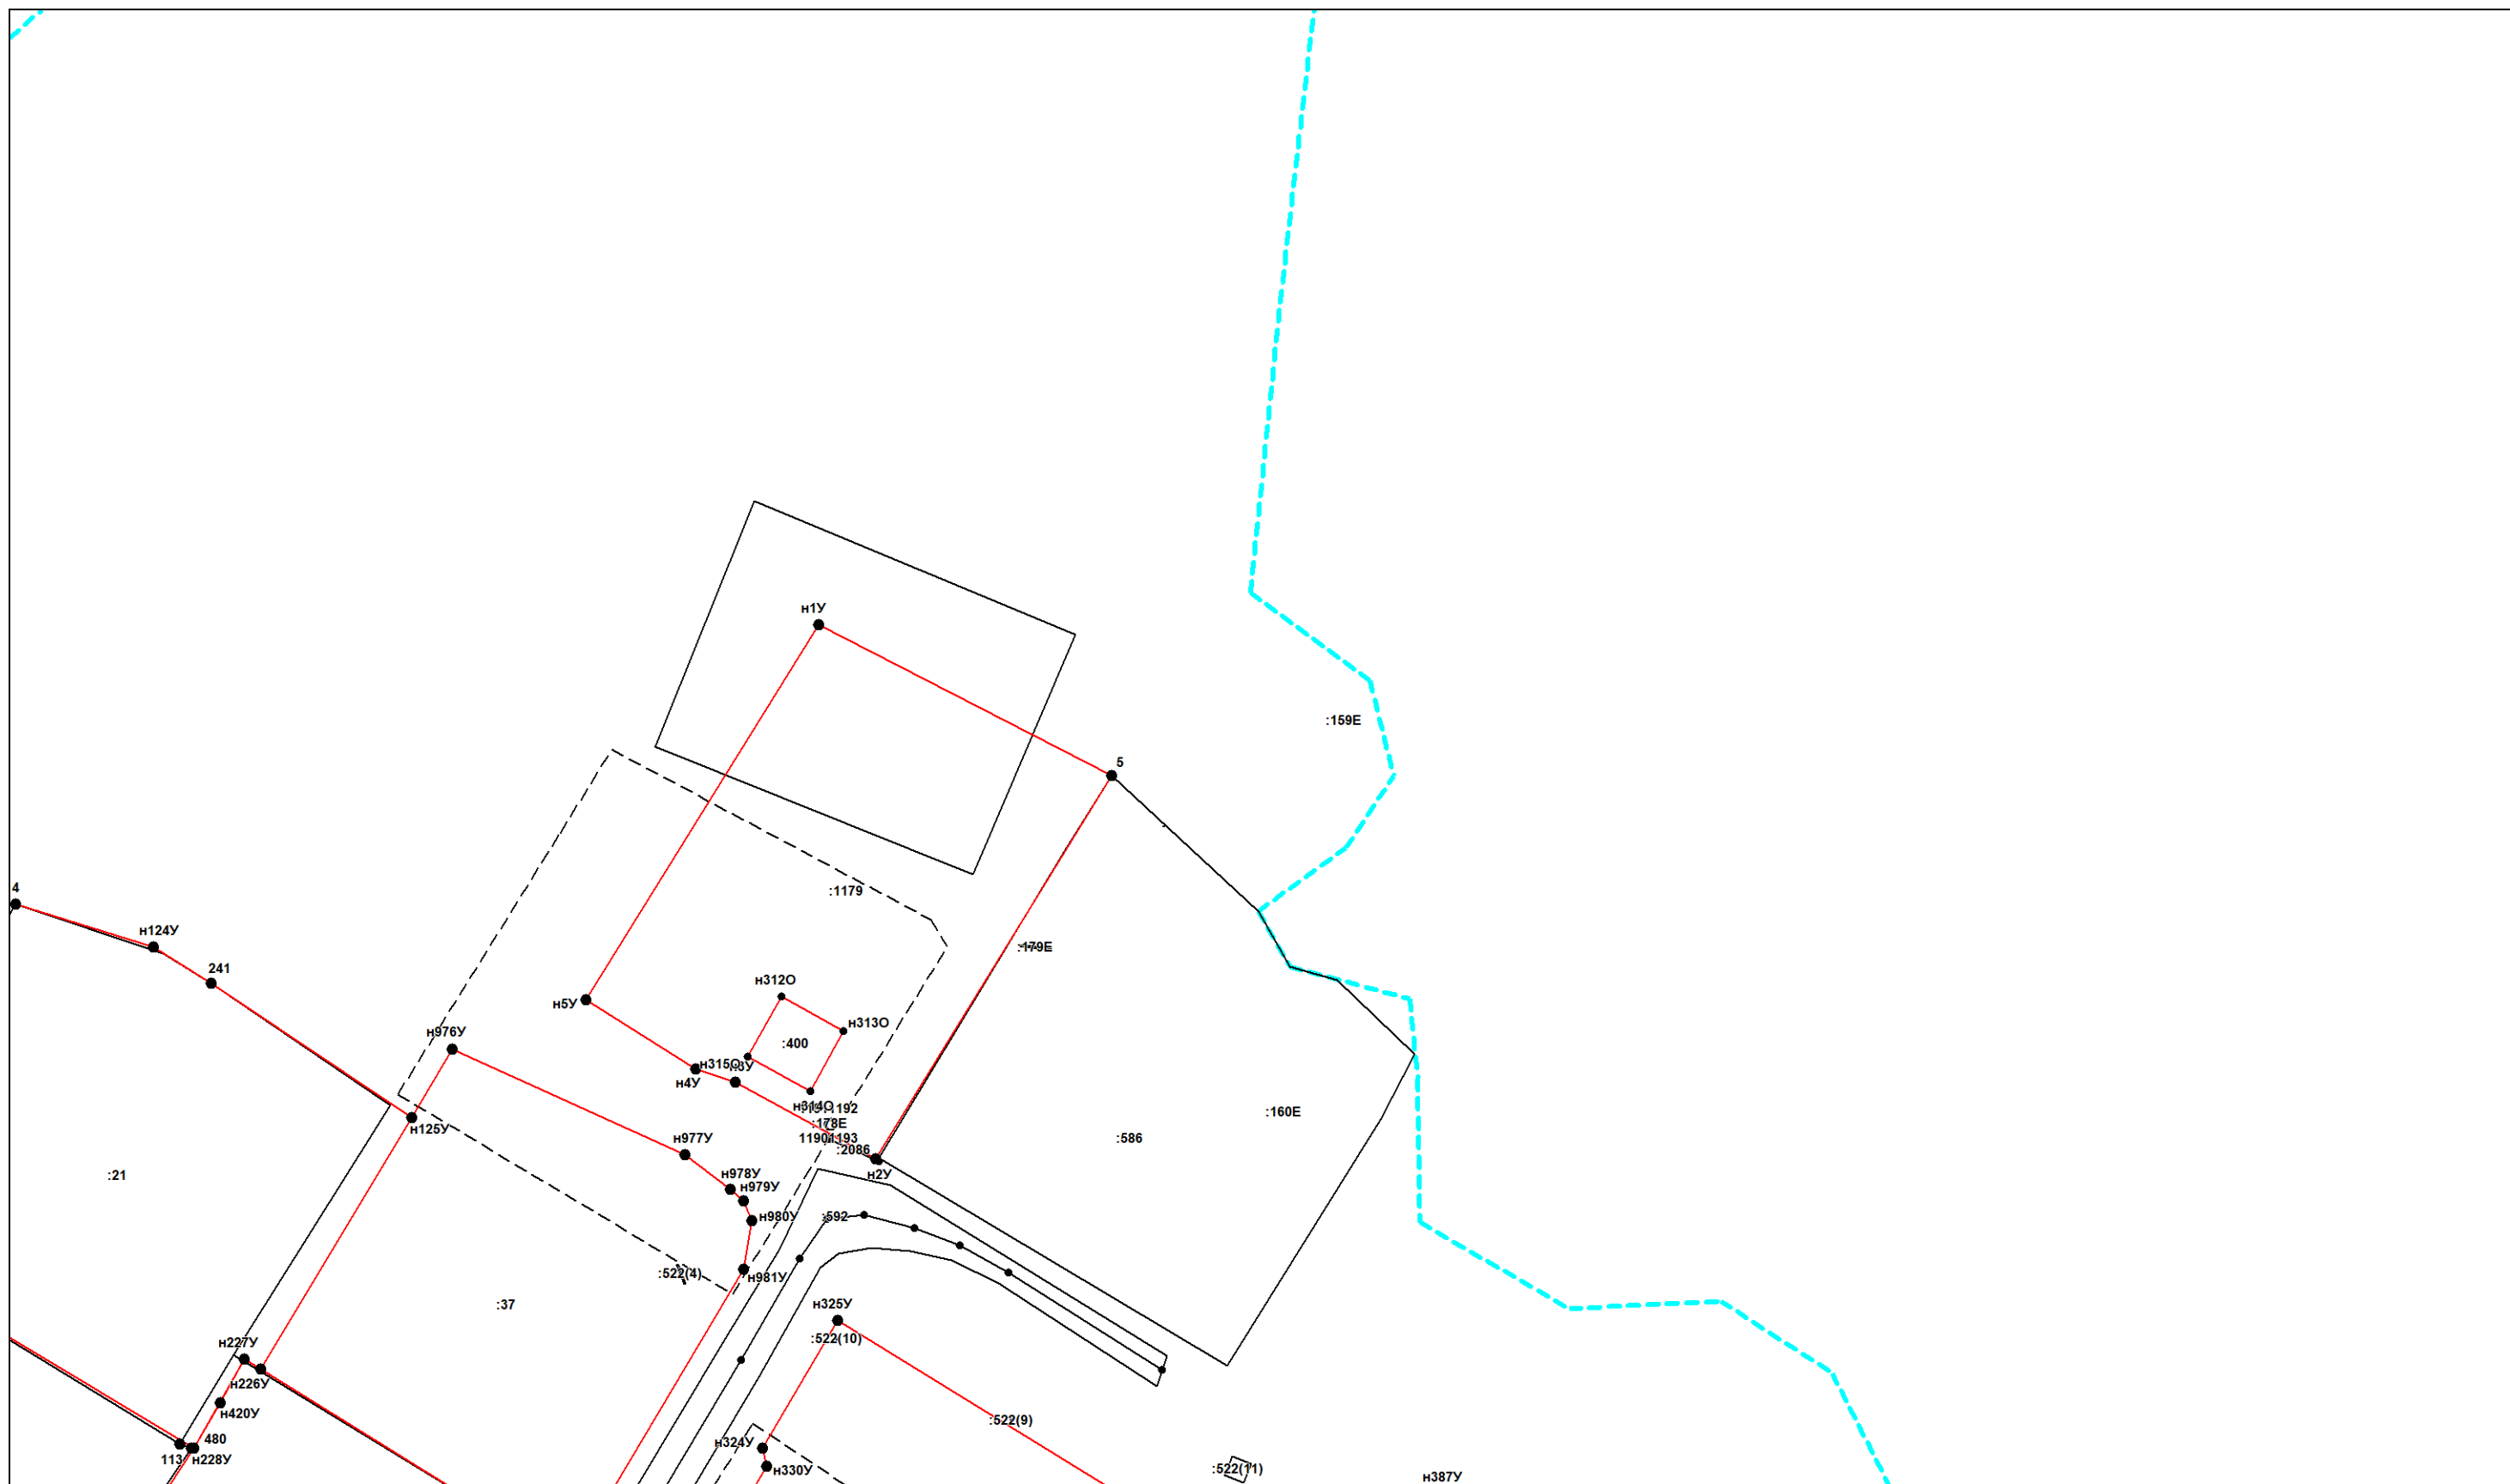 н1У
:159Е
5
4
:1179
н124У
:179Е
241
н312О
н5У
н313О
н976У
:400
н315О
н4У
н314О
:160Е
н125У
:178Е
н977У
1190
1193
:586
:2086
н2У
:21
н978У
н979У
н980У
:592
:522(4)
н981У
:37
н325У
:522(10)
н227У
н226У
н420У
:522(9)
480
н324У
113
н228У
н330У
:522(11)
н387У